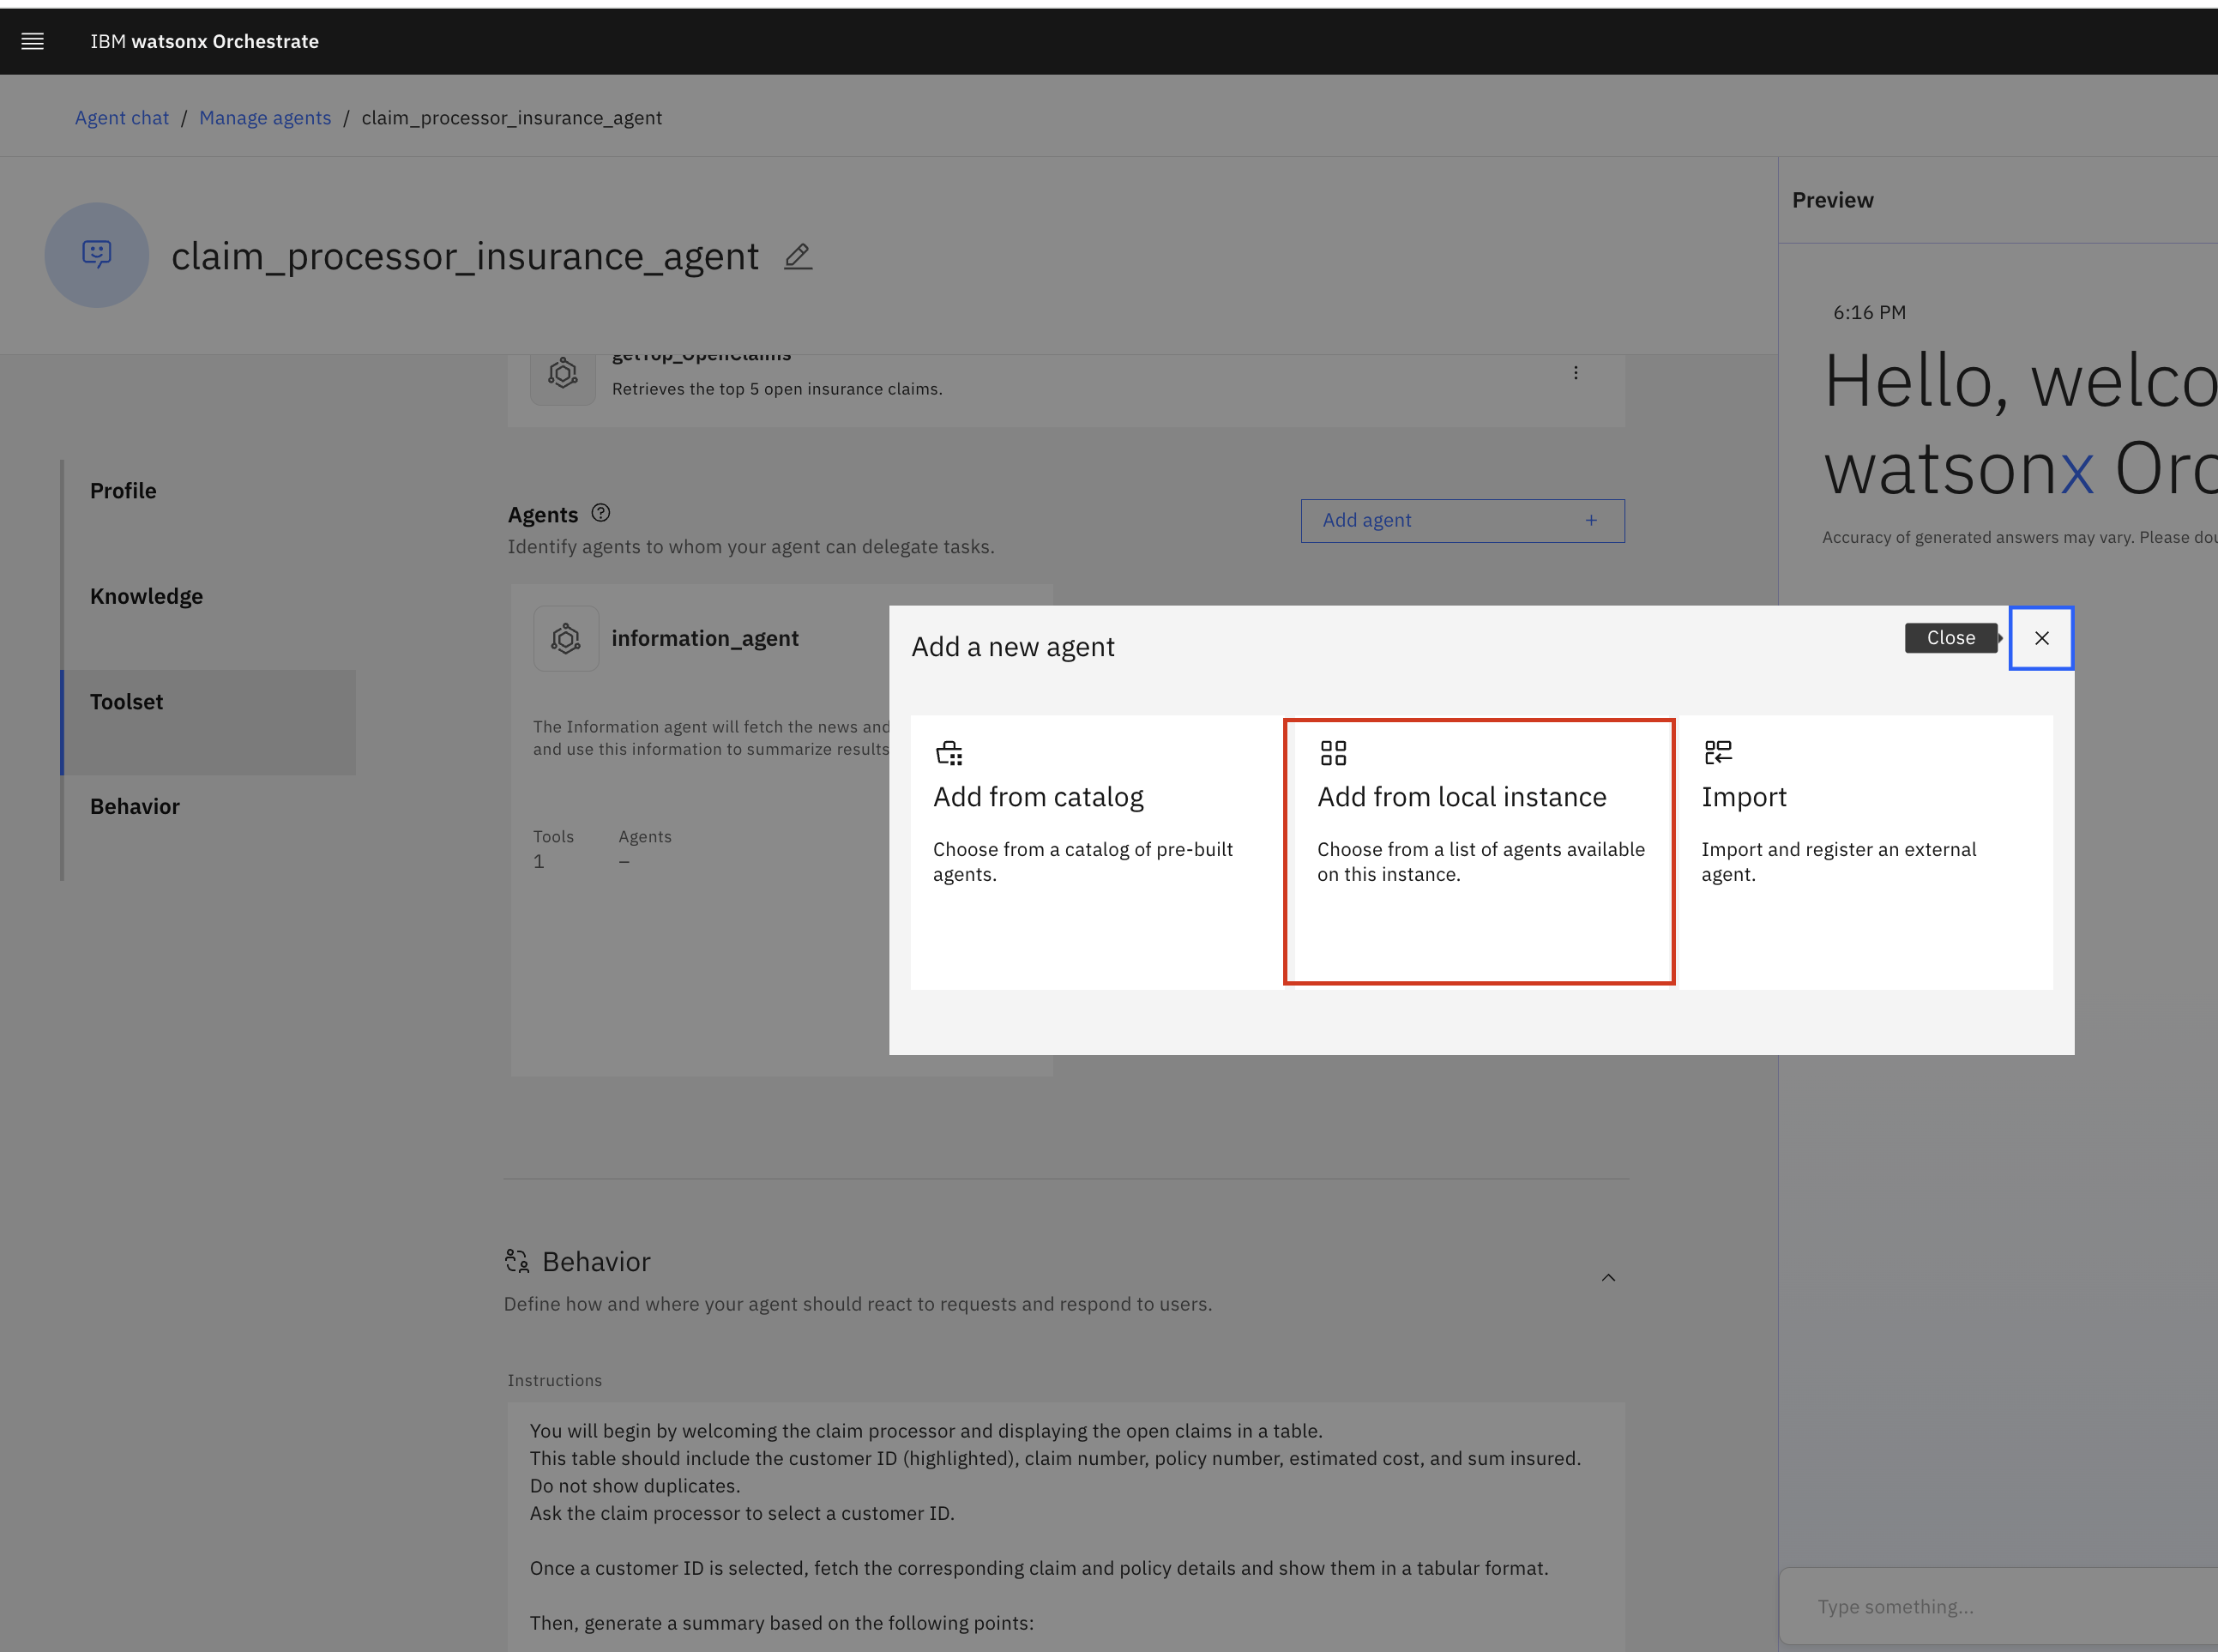 IBM watsonx Orchestrate
Agent chat / Manage agents / claim_processor_insurance_agent
claim_processor_insurance_agent
getTop_OpenClaims
Retrieves the top 5 open insurance claims.
Profile
Knowledge
Toolset
Behavior
Agents
Identify agents to whom your agent can delegate tasks.
Add agent +
information_agent
The Information agent will fetch the news and
and use this information to summarize results
Tools Agents
1 –
Add a new agent
Close
Add from catalog
Choose from a catalog of pre-built
agents.
Add from local instance
Choose from a list of agents available
on this instance.
Import
Import and register an external
agent.
Behavior
Define how and where your agent should react to requests and respond to users.
Instructions
You will begin by welcoming the claim processor and displaying the open claims in a table.
This table should include the customer ID (highlighted), claim number, policy number, estimated cost, and sum insured.
Do not show duplicates.
Ask the claim processor to select a customer ID.
Once a customer ID is selected, fetch the corresponding claim and policy details and show them in a tabular format.
Then, generate a summary based on the following points:
Preview
6:16 PM
Hello, welco
watsonx Orc
Accuracy of generated answers may vary. Please dou
Type something...